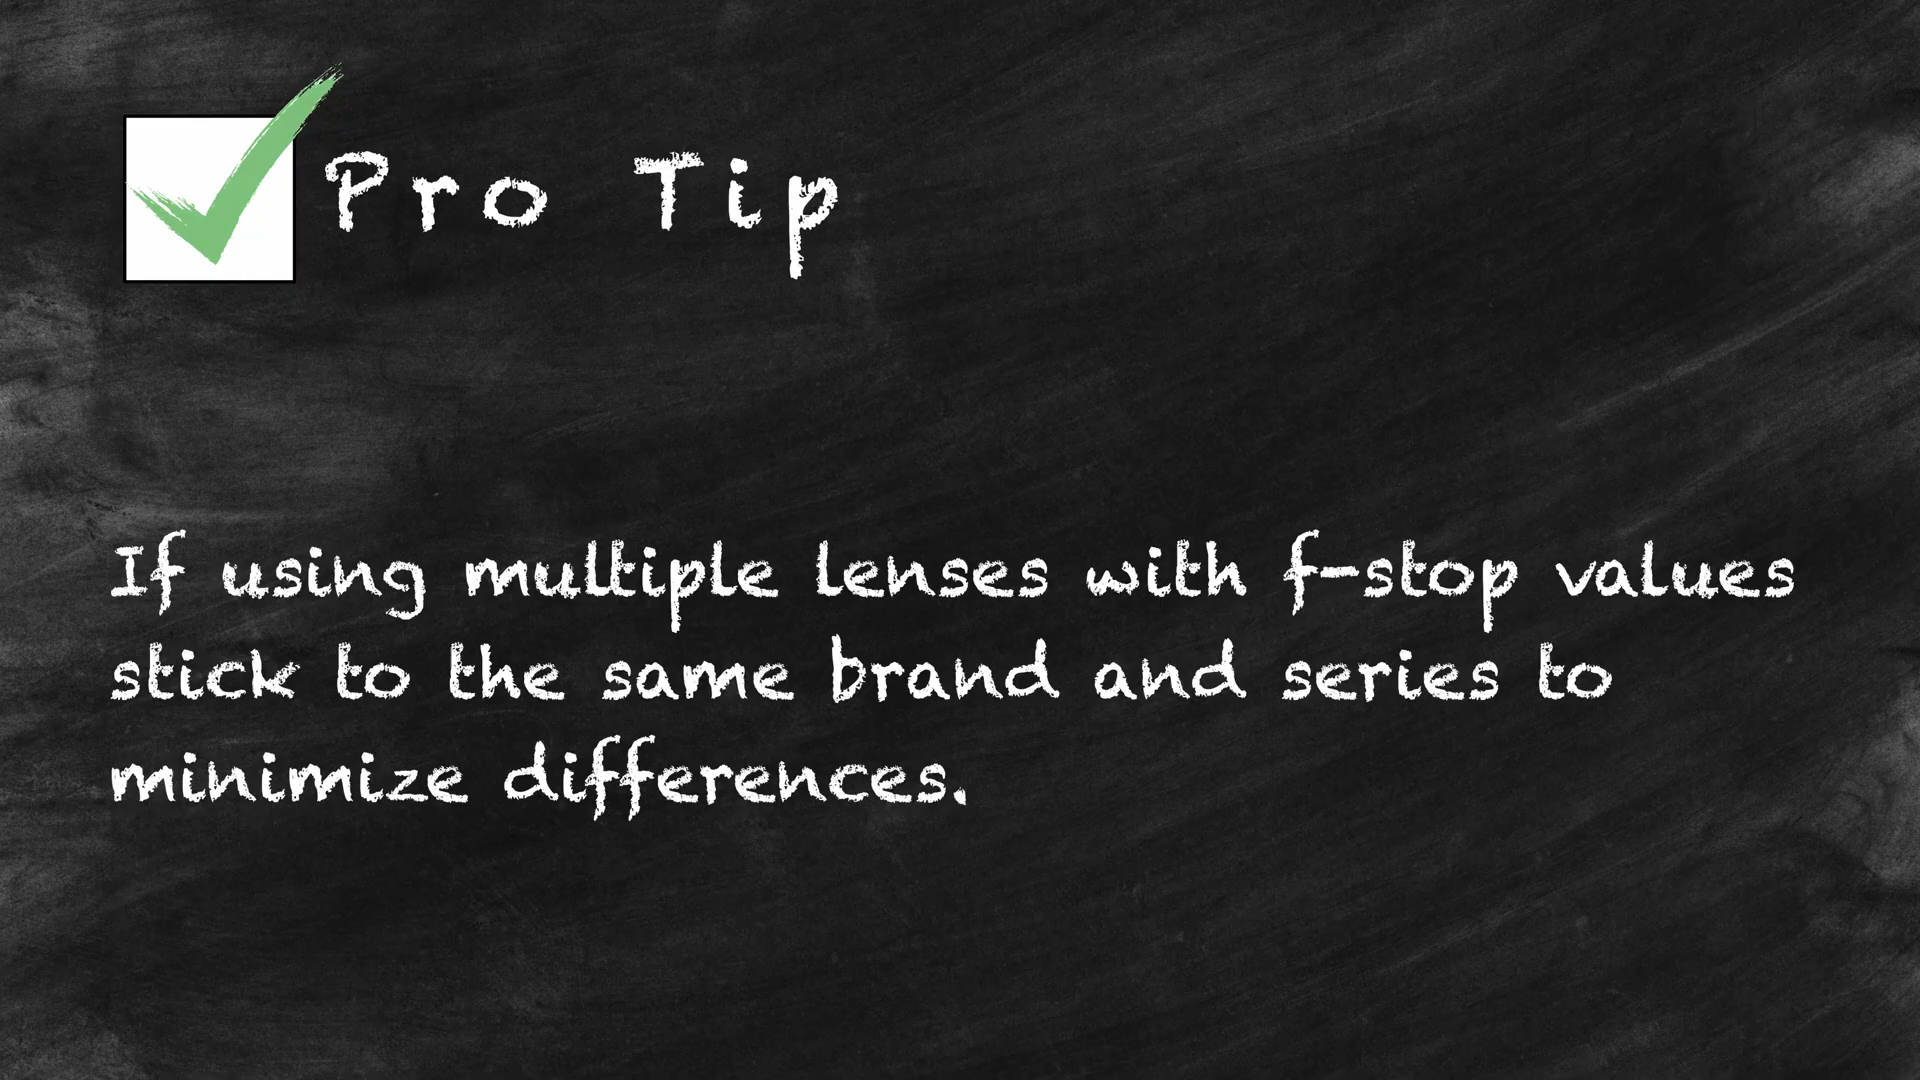 Pro Tip
If using multiple lenses with f-stop values
stick to the same brand and series to
minimize differences.